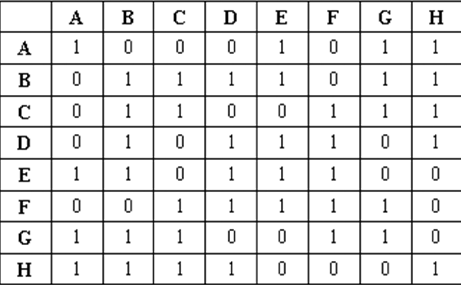 A B C D E F G H
A 1 0 0 0 1 0 1 1
B 0 1 1 1 1 0 1 1
C 0 1 1 0 0 1 1 1
D 0 1 0 1 1 1 0 1
E 1 1 0 1 1 1 0 0
F 0 0 1 1 1 1 1 0
G 1 1 1 0 0 1 1 0
H 1 1 1 1 0 0 0 1